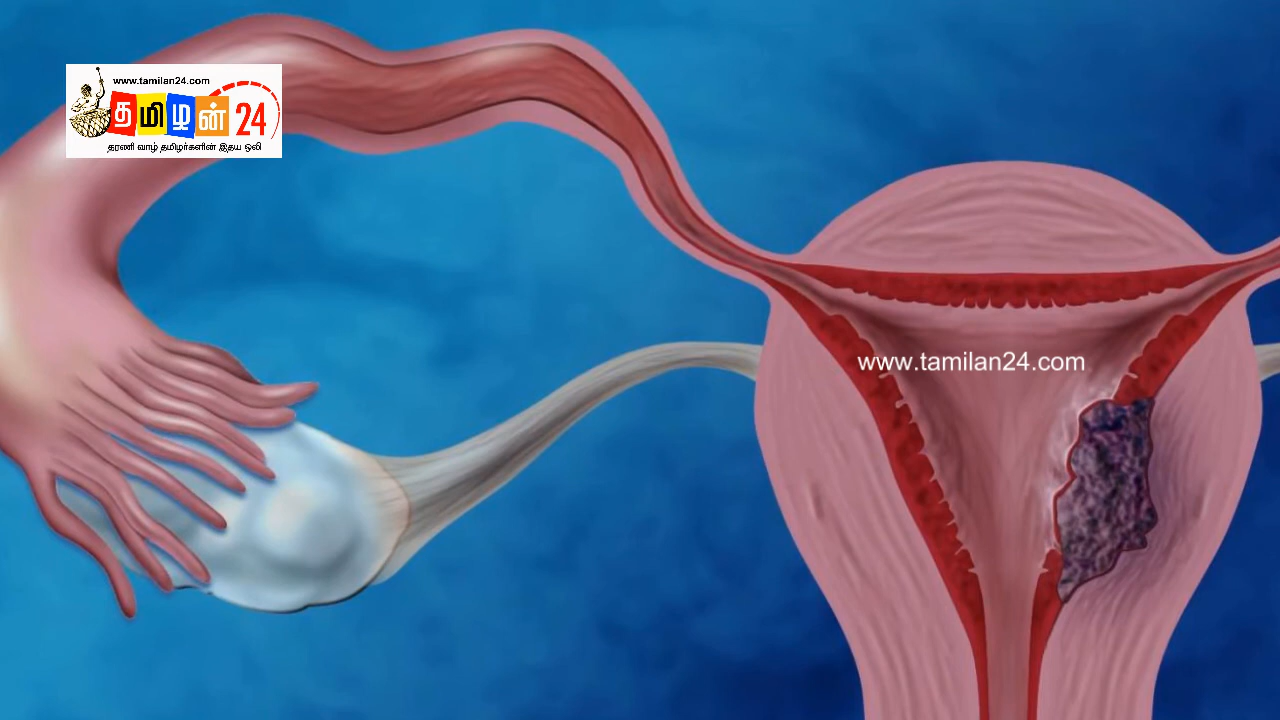 www.tamilan24.com
தமிழன் 24
தரணி வாழ் தமிழர்களின் இதய ஒலி
www.tamilan24.com